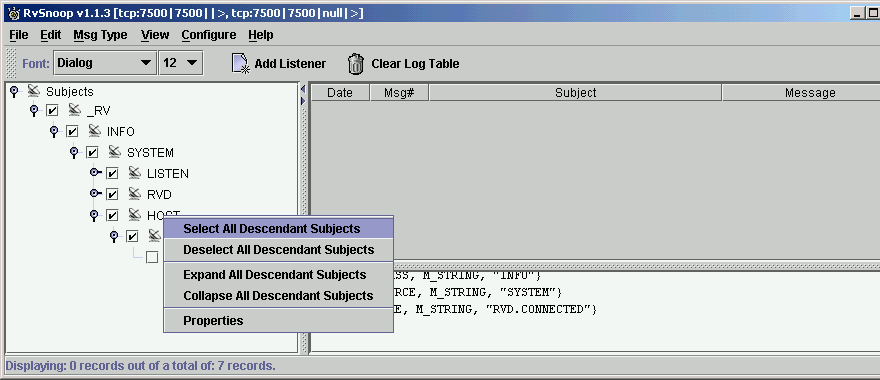 RvSnoop v1.1.3 [tcp:7500|7500||>, tcp:7500|7500|null|>]
File Edit Msg Type View Configure Help
Font: Dialog 12 Add Listener Clear Log Table
Subjects
_RV
INFO
SYSTEM
LISTEN
RVD
HOST
Date Msg# Subject Message
Select All Descendant Subjects
Deselect All Descendant Subjects
Expand All Descendant Subjects
Collapse All Descendant Subjects
Properties
SS, M_STRING, "INFO"}
RCE, M_STRING, "SYSTEM"}
E, M_STRING, "RVD.CONNECTED"}
Displaying: 0 records out of a total of: 7 records.